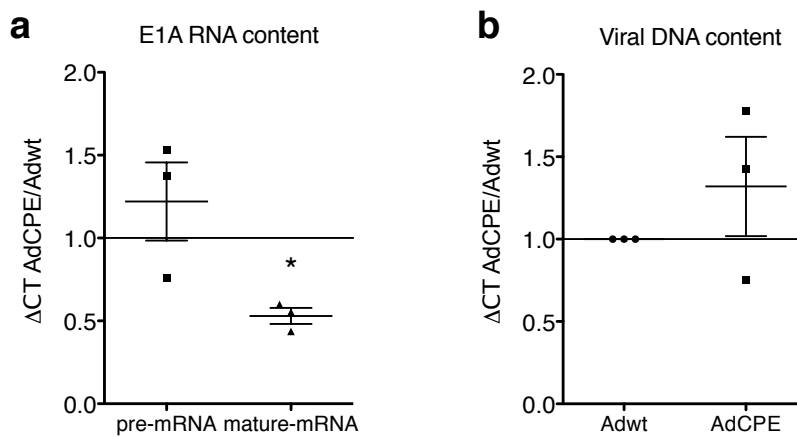 a
E1A RNA content
ΔCT AdCPE/Adwt
2.0
1.5
1.0
0.5
0.0
*
pre-mRNA mature-mRNA
b
Viral DNA content
ΔCT AdCPE/Adwt
2.0
1.5
1.0
0.5
0.0
Adwt AdCPE